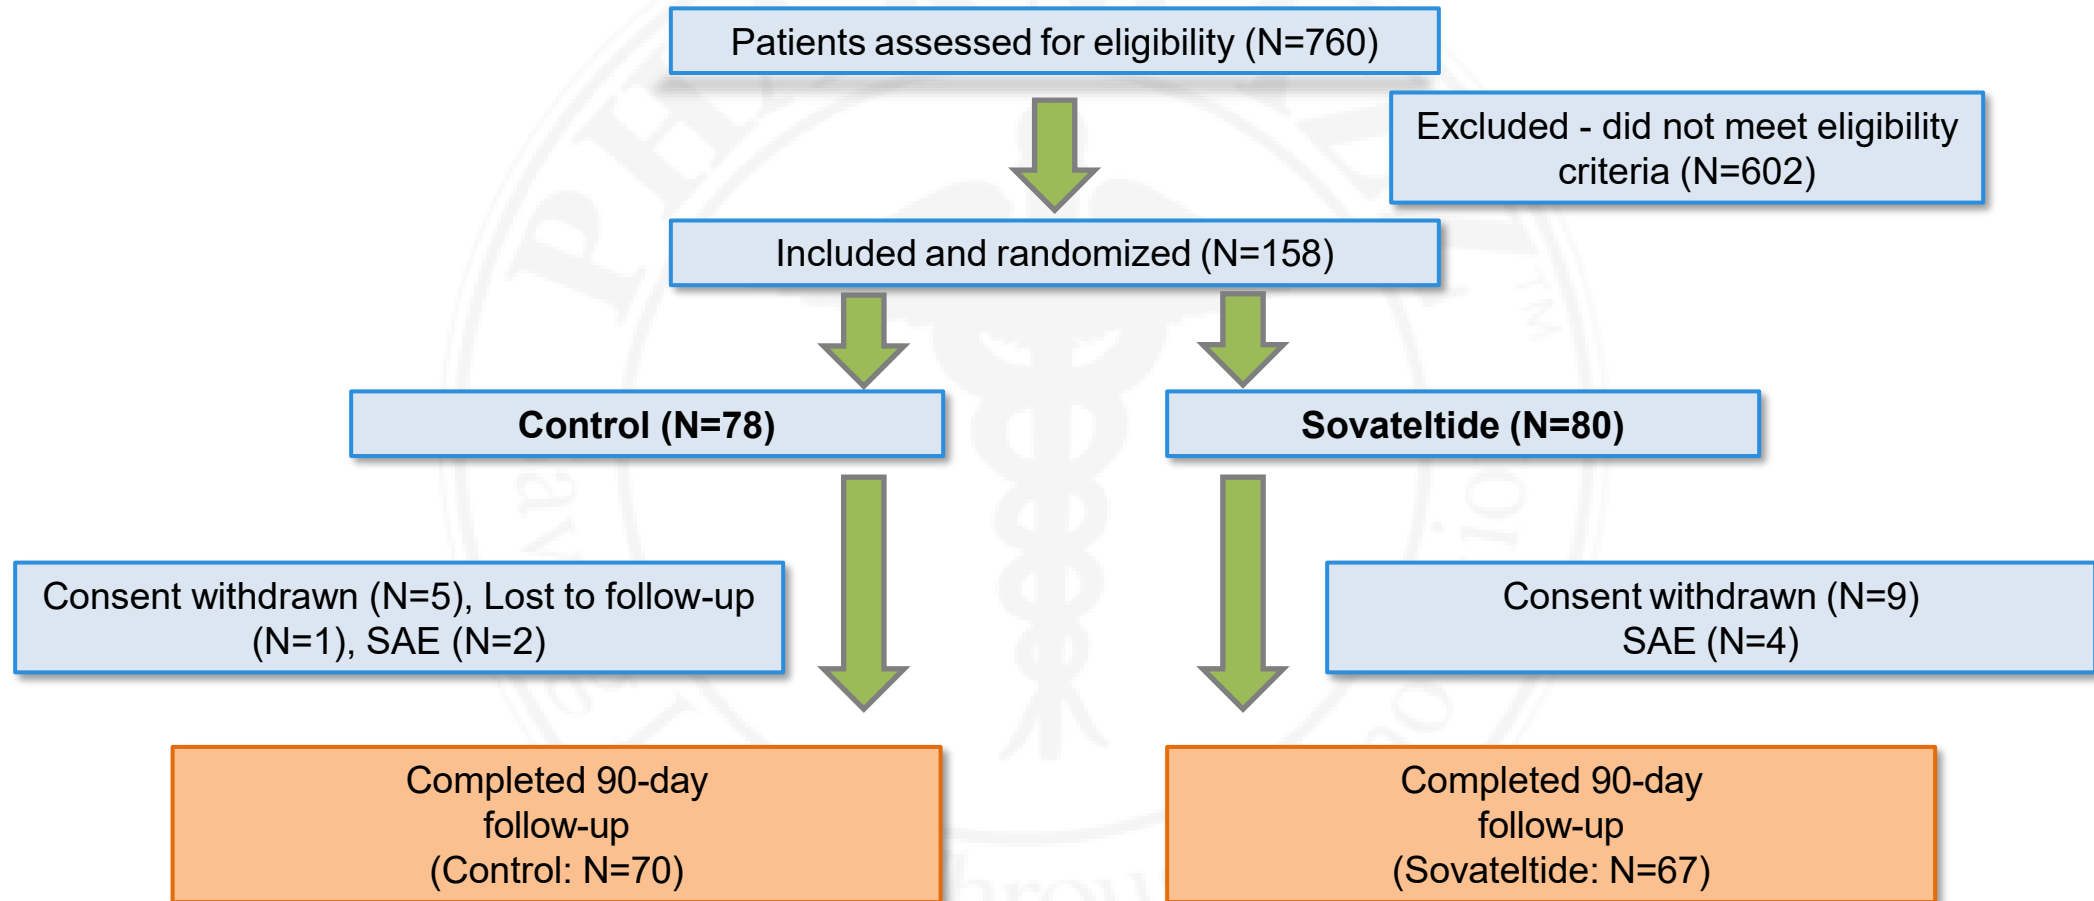 Patients assessed for eligibility (N=760)
Excluded - did not meet eligibility
criteria (N=602)
Included and randomized (N=158)
Control (N=78)
Sovateltide (N=80)
Consent withdrawn (N=5), Lost to follow-up
(N=1), SAE (N=2)
Consent withdrawn (N=9)
SAE (N=4)
Completed 90-day
follow-up
(Control: N=70)
Completed 90-day
follow-up
(Sovateltide: N=67)